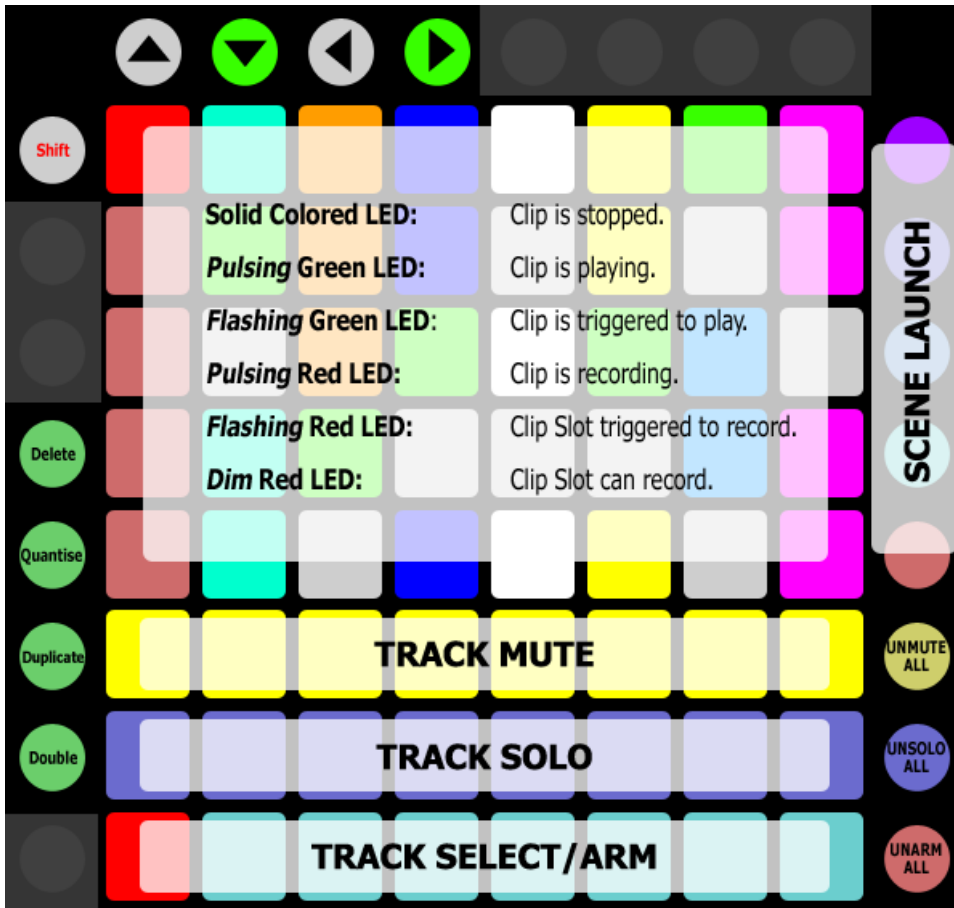 Shift
Solid Colored LED: Clip is stopped.
Pulsing Green LED: Clip is playing.
Flashing Green LED: Clip is triggered to play.
Pulsing Red LED: Clip is recording.
Flashing Red LED: Clip Slot triggered to record.
Dim Red LED: Clip Slot can record.
SCENE LAUNCH
Delete
Quantise
Duplicate
TRACK MUTE
UNMUTE
ALL
Double
TRACK SOLO
UNSOLO
ALL
TRACK SELECT/ARM
UNARM
ALL